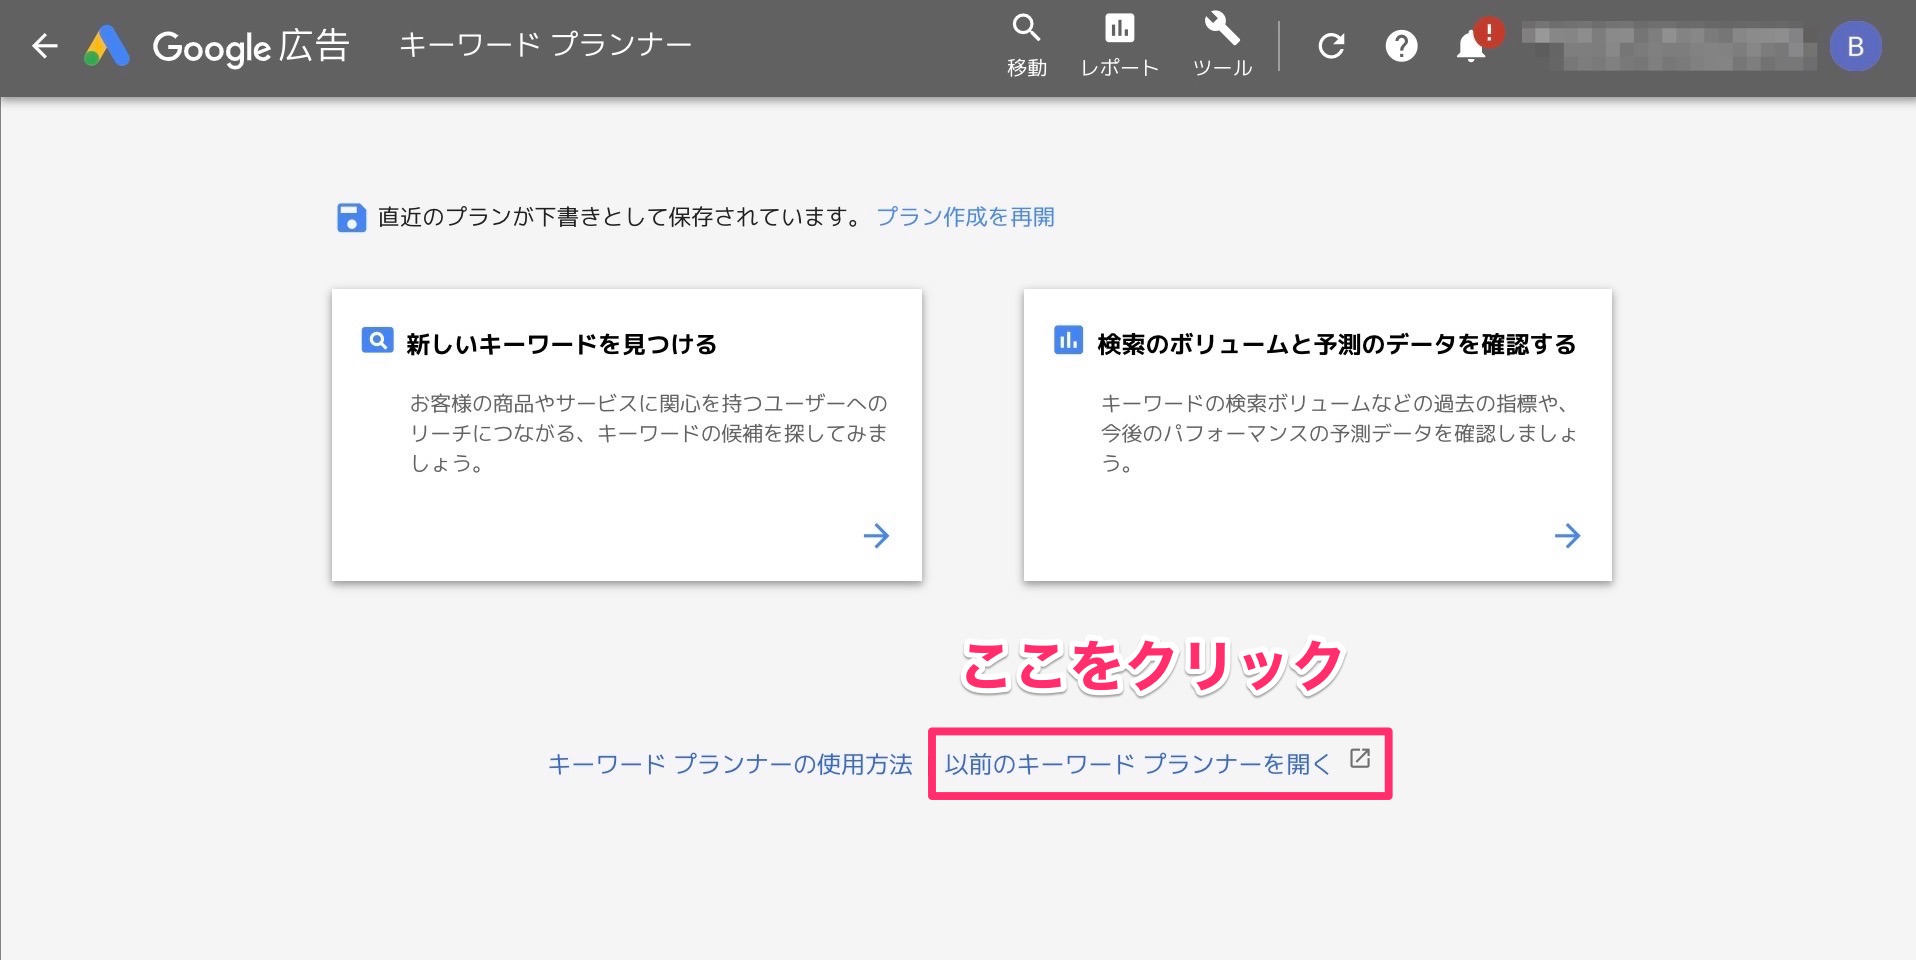 Google 広告 キーワード プランナー
移動 レポート ツール
!
B
直近のプランが下書きとして保存されています。 プラン作成を再開
新しいキーワードを見つける
お客様の商品やサービスに関心を持つユーザーへの
リーチにつながる、キーワードの候補を探してみま
しょう。
検索のボリュームと予測のデータを確認する
キーワードの検索ボリュームなどの過去の指標や、
今後のパフォーマンスの予測データを確認しましょ
う。
ここをクリック
キーワード プランナーの使用方法 以前のキーワード プランナーを開く